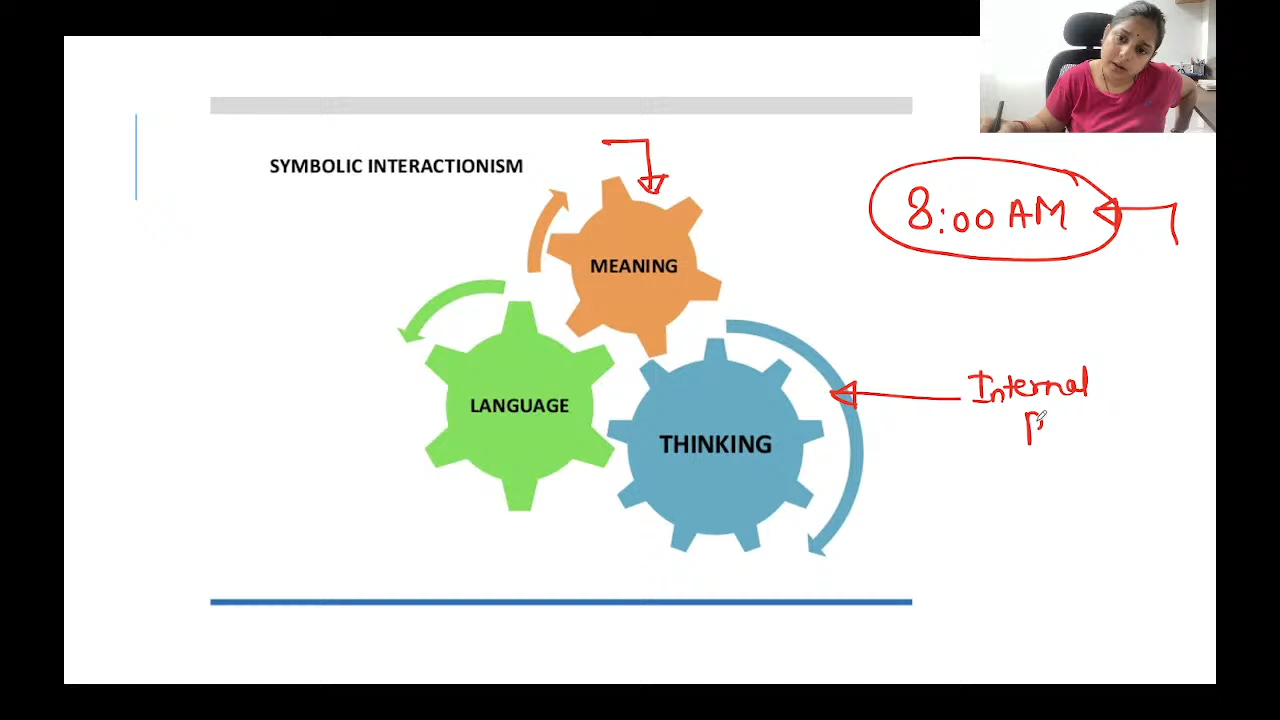 SYMBOLIC INTERACTIONISM
8:00 AM
MEANING
Internal
LANGUAGE
THINKING